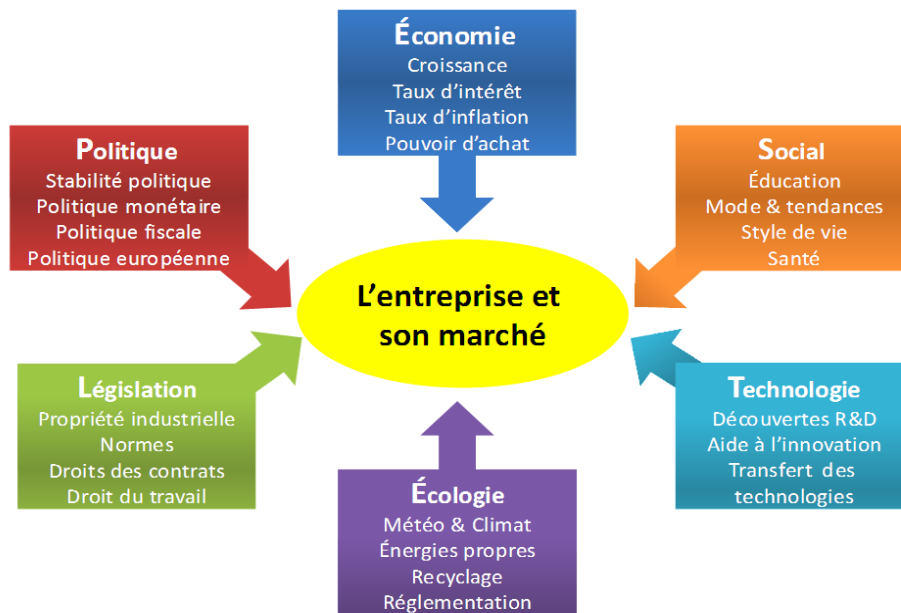 Économie
Croissance
Taux d'intérêt
Taux d'inflation
Pouvoir d'achat
Politique
Stabilité politique
Politique monétaire
Politique fiscale
Politique européenne
Social
Éducation
Mode & tendances
Style de vie
Santé
L'entreprise et
son marché
Législation
Propriété industrielle
Normes
Droits des contrats
Droit du travail
Technologie
Découvertes R&D
Aide à l'innovation
Transfert des
technologies
Écologie
Météo & Climat
Énergies propres
Recyclage
Réglementation